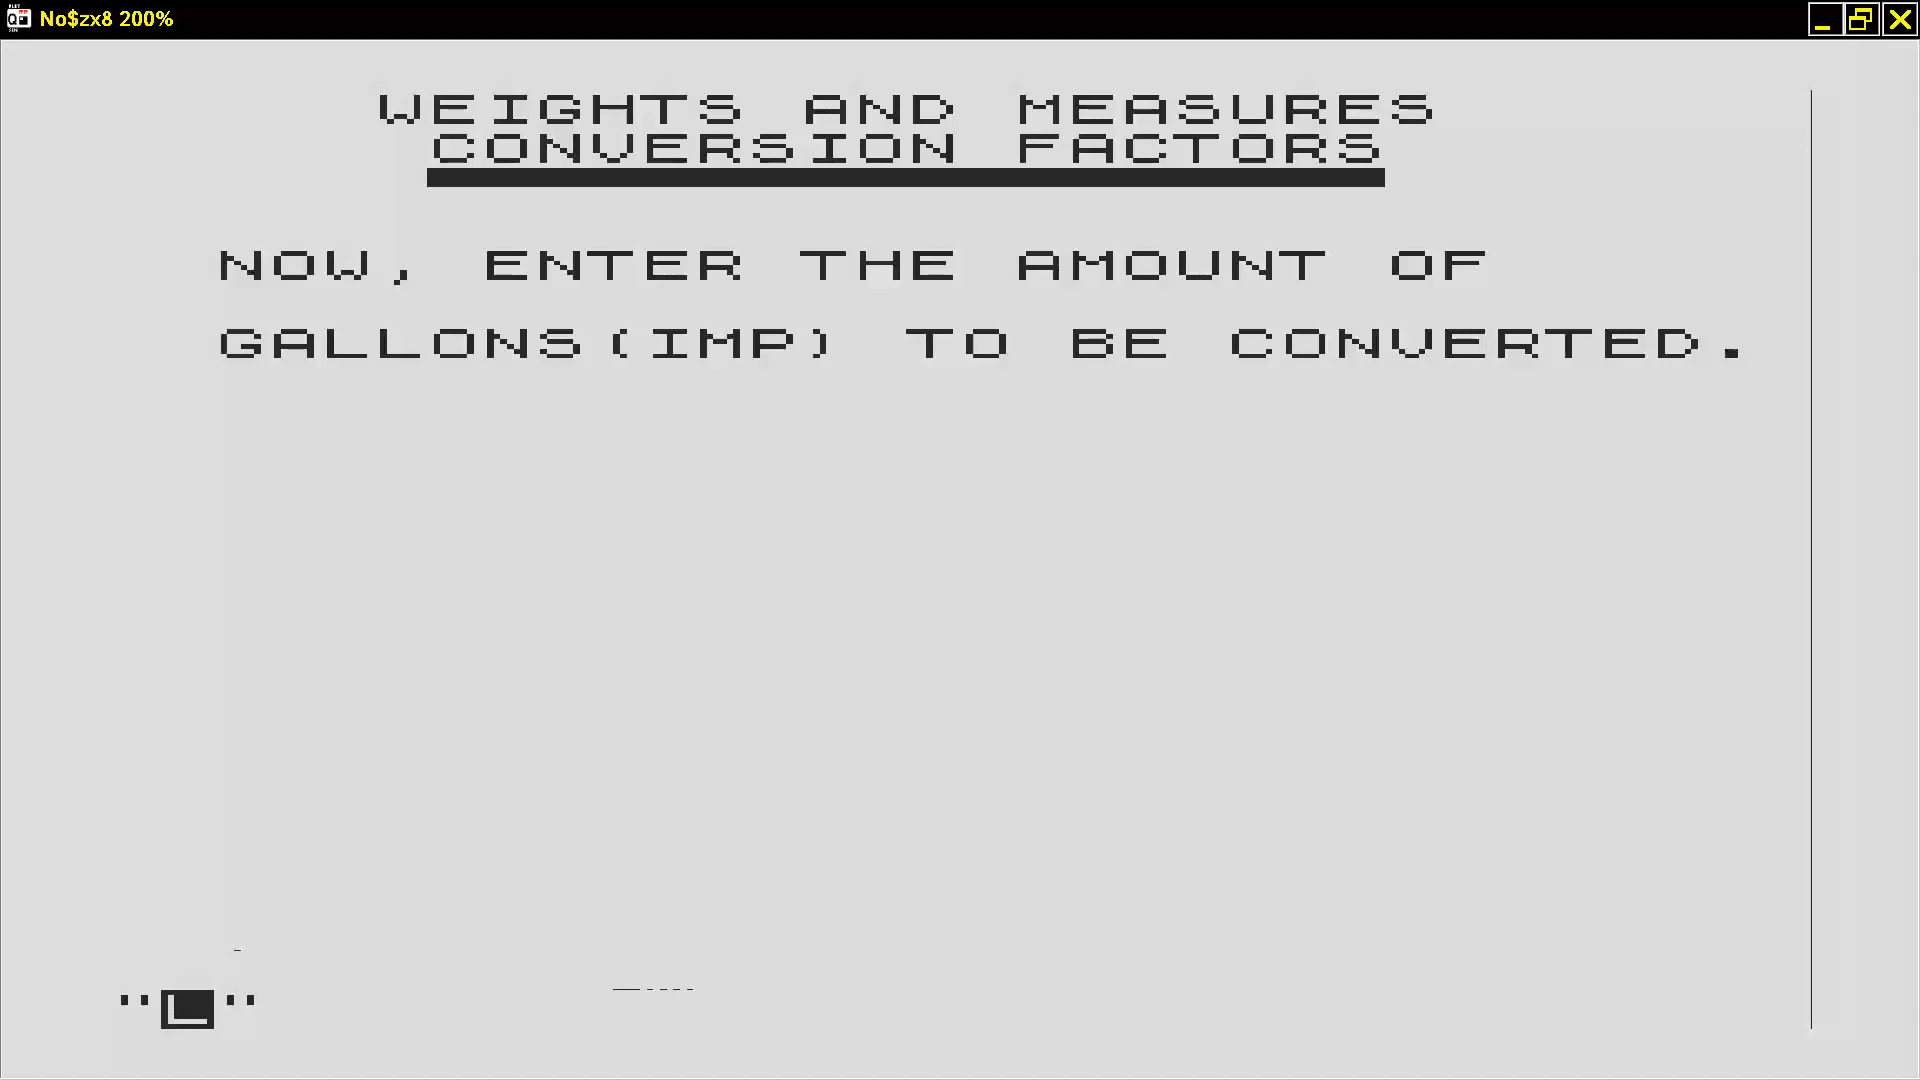 No$zx8 200%
WEIGHTS AND MEASURES
CONVERSION FACTORS
NOW, ENTER THE AMOUNT OF
GALLONS(IMP) TO BE CONVERTED.
"L"